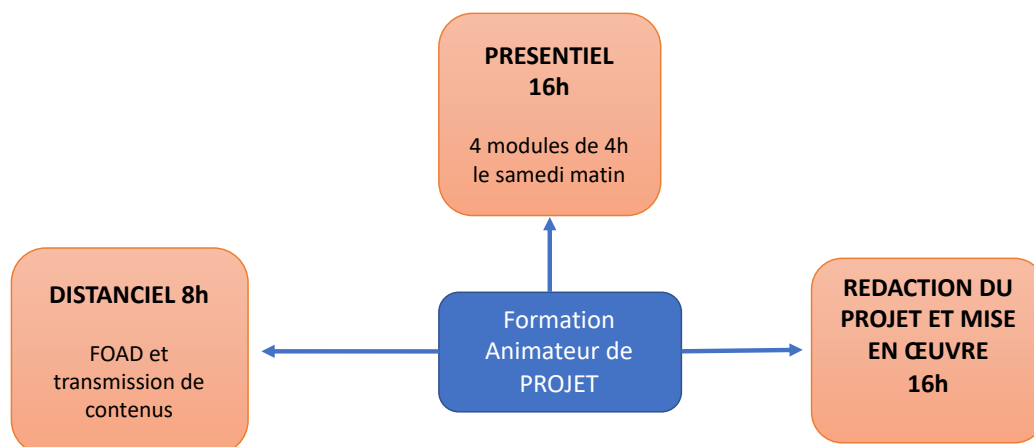 PRESENTIEL
16h
4 modules de 4h
le samedi matin
DISTANCIEL 8h
FOAD et
transmission de
contenus
Formation
Animateur de
PROJET
REDACTION DU
PROJET ET MISE
EN ŒUVRE
16h